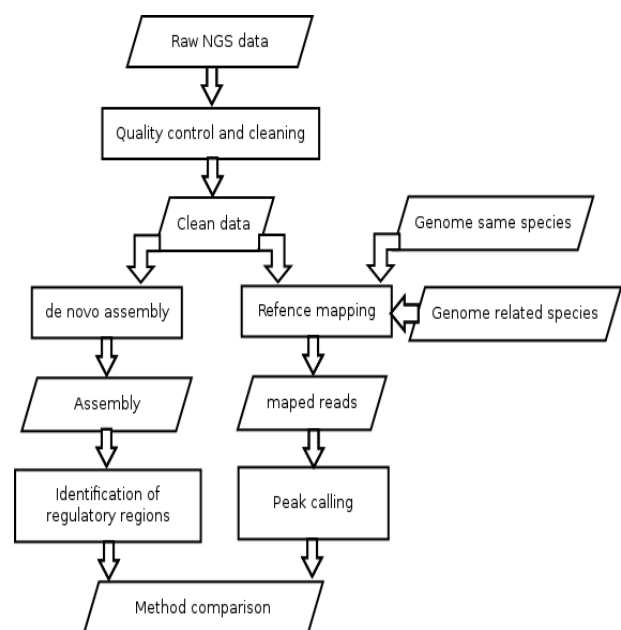 Raw NGS data
Quality control and cleaning
Clean data
Genome same species
de novo assembly
Refence mapping
Genome related species
Assembly
maped reads
Identification of
regulatory regions
Peak calling
Method comparison